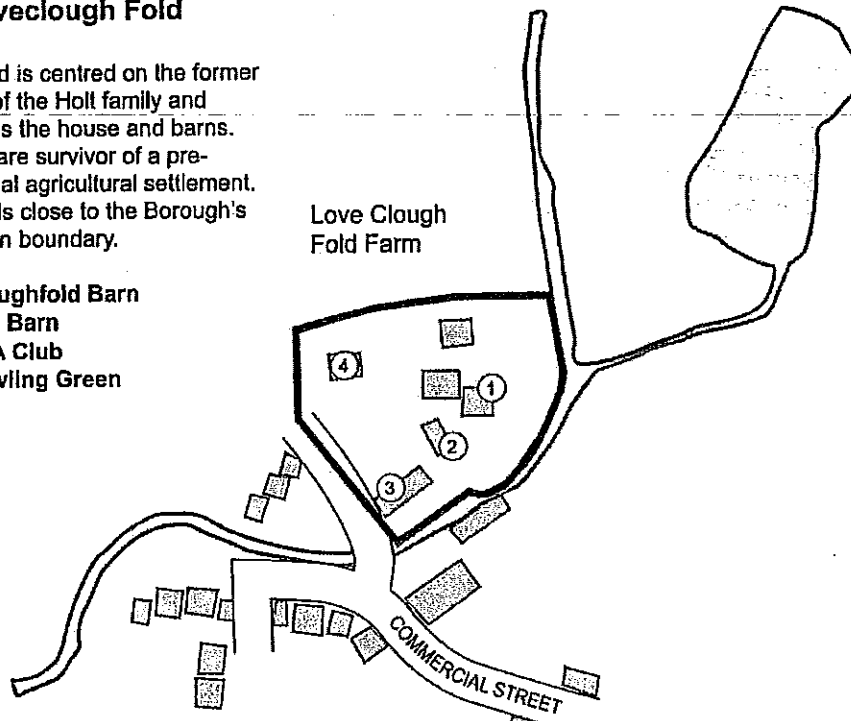 veclough Fold
d is centred on the former
of the Holt family and
s the house and barns.
are survivor of a pre-
al agricultural settlement.
ls close to the Borough's
n boundary.
Love Clough
Fold Farm
ughfold Barn
Barn
A Club
wling Green
4
1
2
3
COMMERCIAL STREET